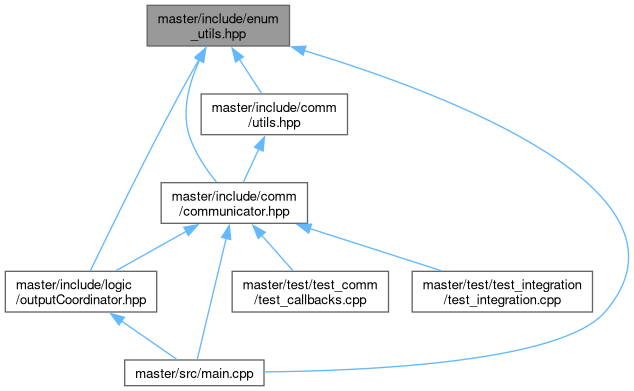 master/include/enum
_utils.hpp
master/include/comm
/utils.hpp
master/include/comm
/communicator.hpp
master/include/logic
/outputCoordinator.hpp
master/test/test_comm
/test_callbacks.cpp
master/test/test_integration
/test_integration.cpp
master/src/main.cpp